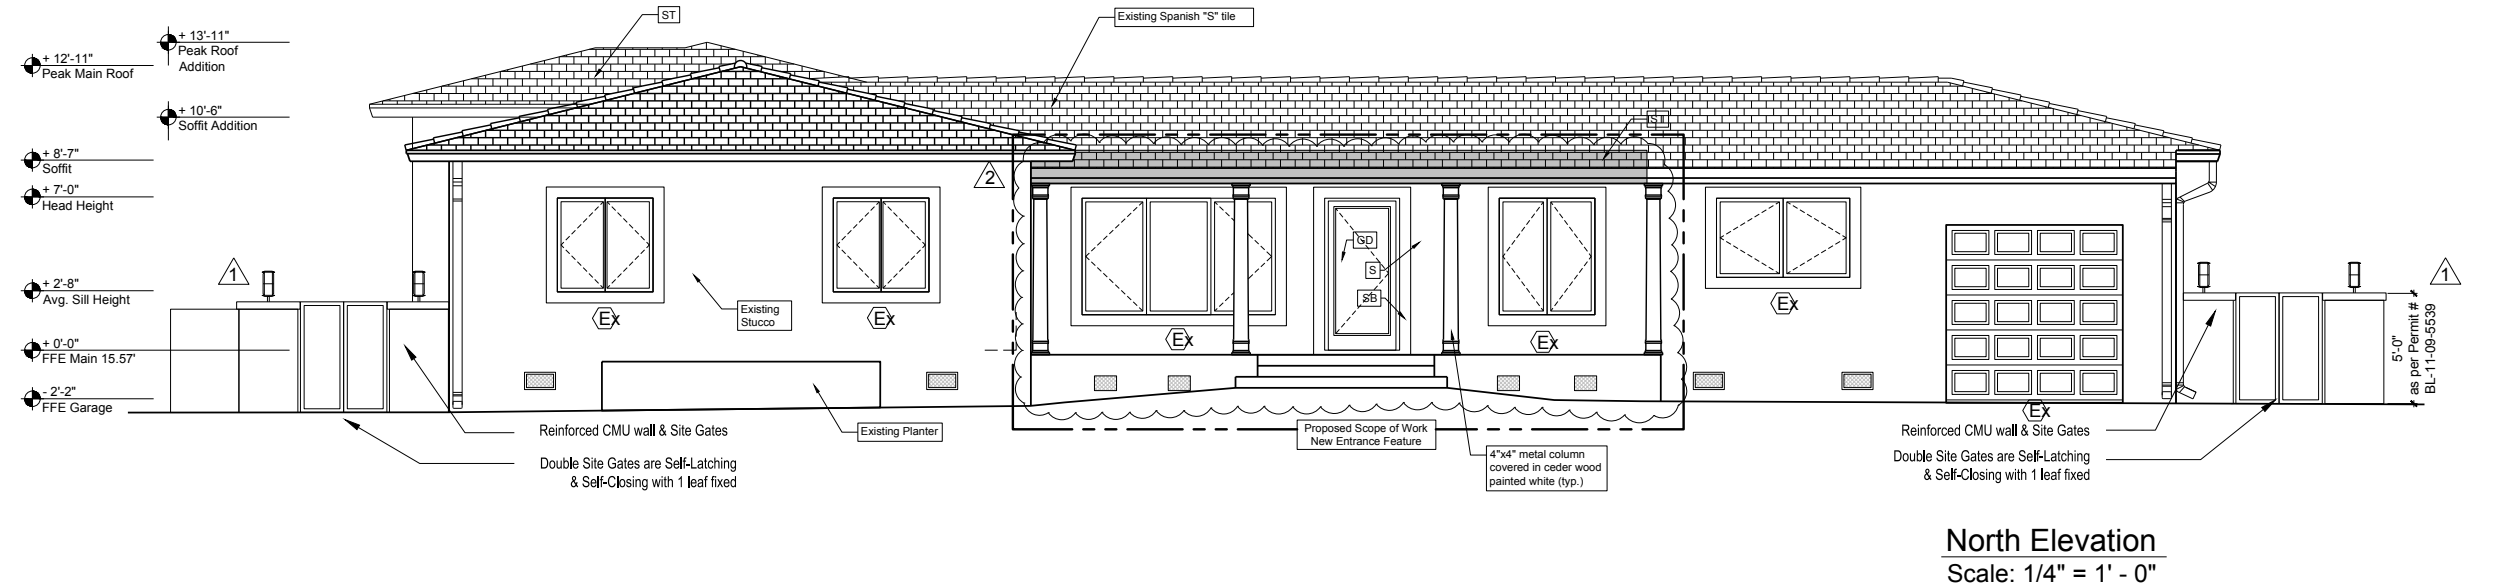 ST
Existing Spanish "S" tile
+ 13'-11"
Peak Roof
Addition
+ 12'-11"
Peak Main Roof
+ 10'-6"
Soffit Addition
+ 8'-7"
Soffit
+ 7'-0"
Head Height
+ 2'-8"
Avg. Sill Height
+ 0'-0"
FFE Main 15.57'
- 2'-2"
FFE Garage
1
2
ST
GD
S
SB
1
Ex
Ex
Ex
Ex
Ex
Ex
Existing
Stucco
Existing Planter
Reinforced CMU wall & Site Gates
Double Site Gates are Self-Latching
& Self-Closing with 1 leaf fixed
Proposed Scope of Work
New Entrance Feature
4"x4" metal column
covered in ceder wood
painted white (typ.)
Reinforced CMU wall & Site Gates
Double Site Gates are Self-Latching
& Self-Closing with 1 leaf fixed
5'-0"
as per Permit #
BL-11-09-5539
North Elevation
Scale: 1/4" = 1' - 0"